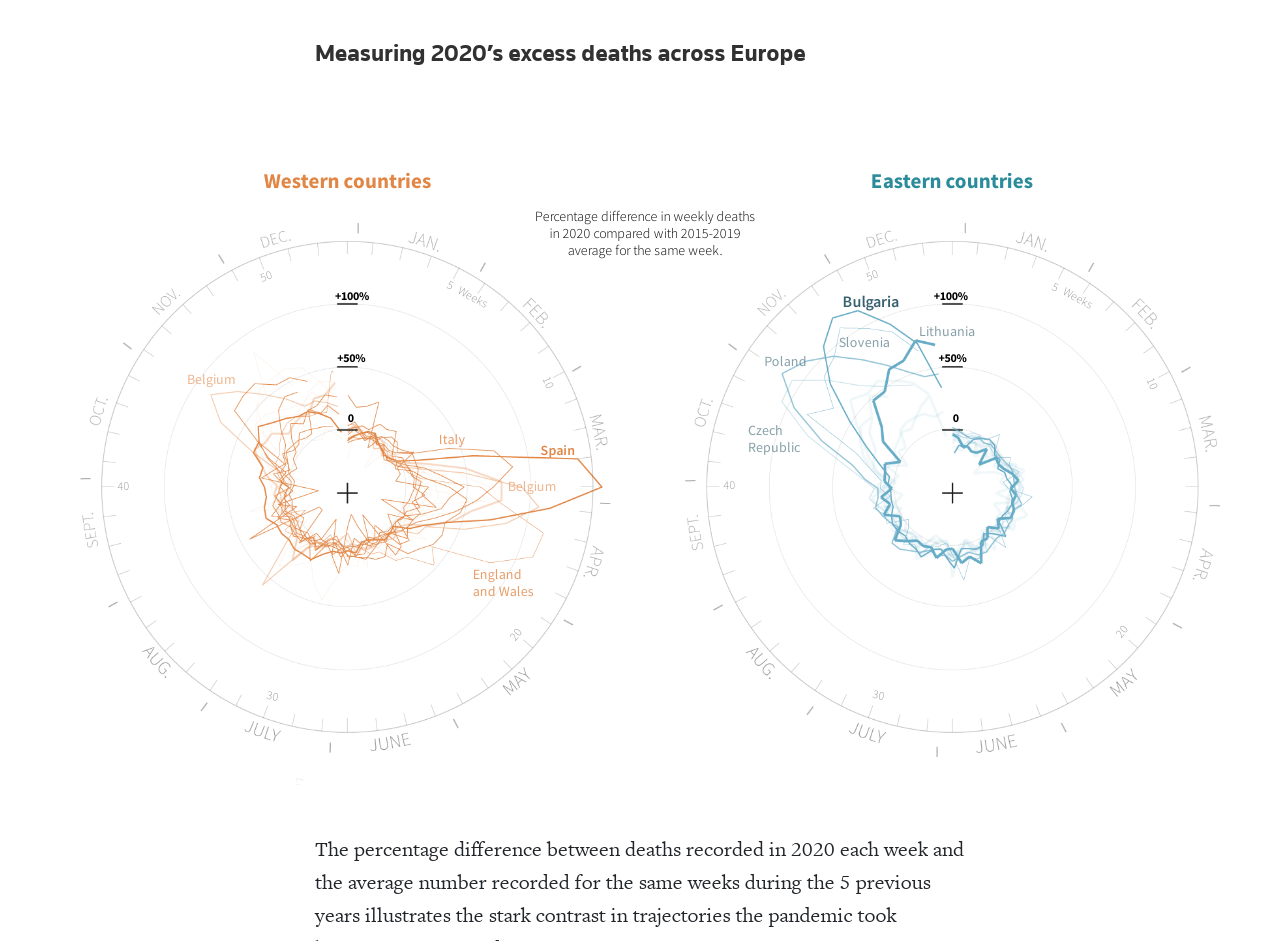 Measuring 2020's excess deaths across Europe
Western countries
Eastern countries
Percentage difference in weekly deaths
in 2020 compared with 2015-2019
average for the same week.
DEC.
JAN.
50
5 Weeks
FEB.
NOV.
+100%
+50%
0
Belgium
10
OCT.
MAR.
Italy
Spain
Belgium
40
SEPT.
APR.
England
and Wales
20
AUG.
MAY
30
JULY
JUNE
DEC.
JAN.
50
5 Weeks
FEB.
NOV.
+100%
Bulgaria
Lithuania
Slovenia
+50%
Poland
10
OCT.
0
MAR.
Czech
Republic
40
SEPT.
APR.
20
AUG.
MAY
30
JULY
JUNE
The percentage difference between deaths recorded in 2020 each week and
the average number recorded for the same weeks during the 5 previous
years illustrates the stark contrast in trajectories the pandemic took